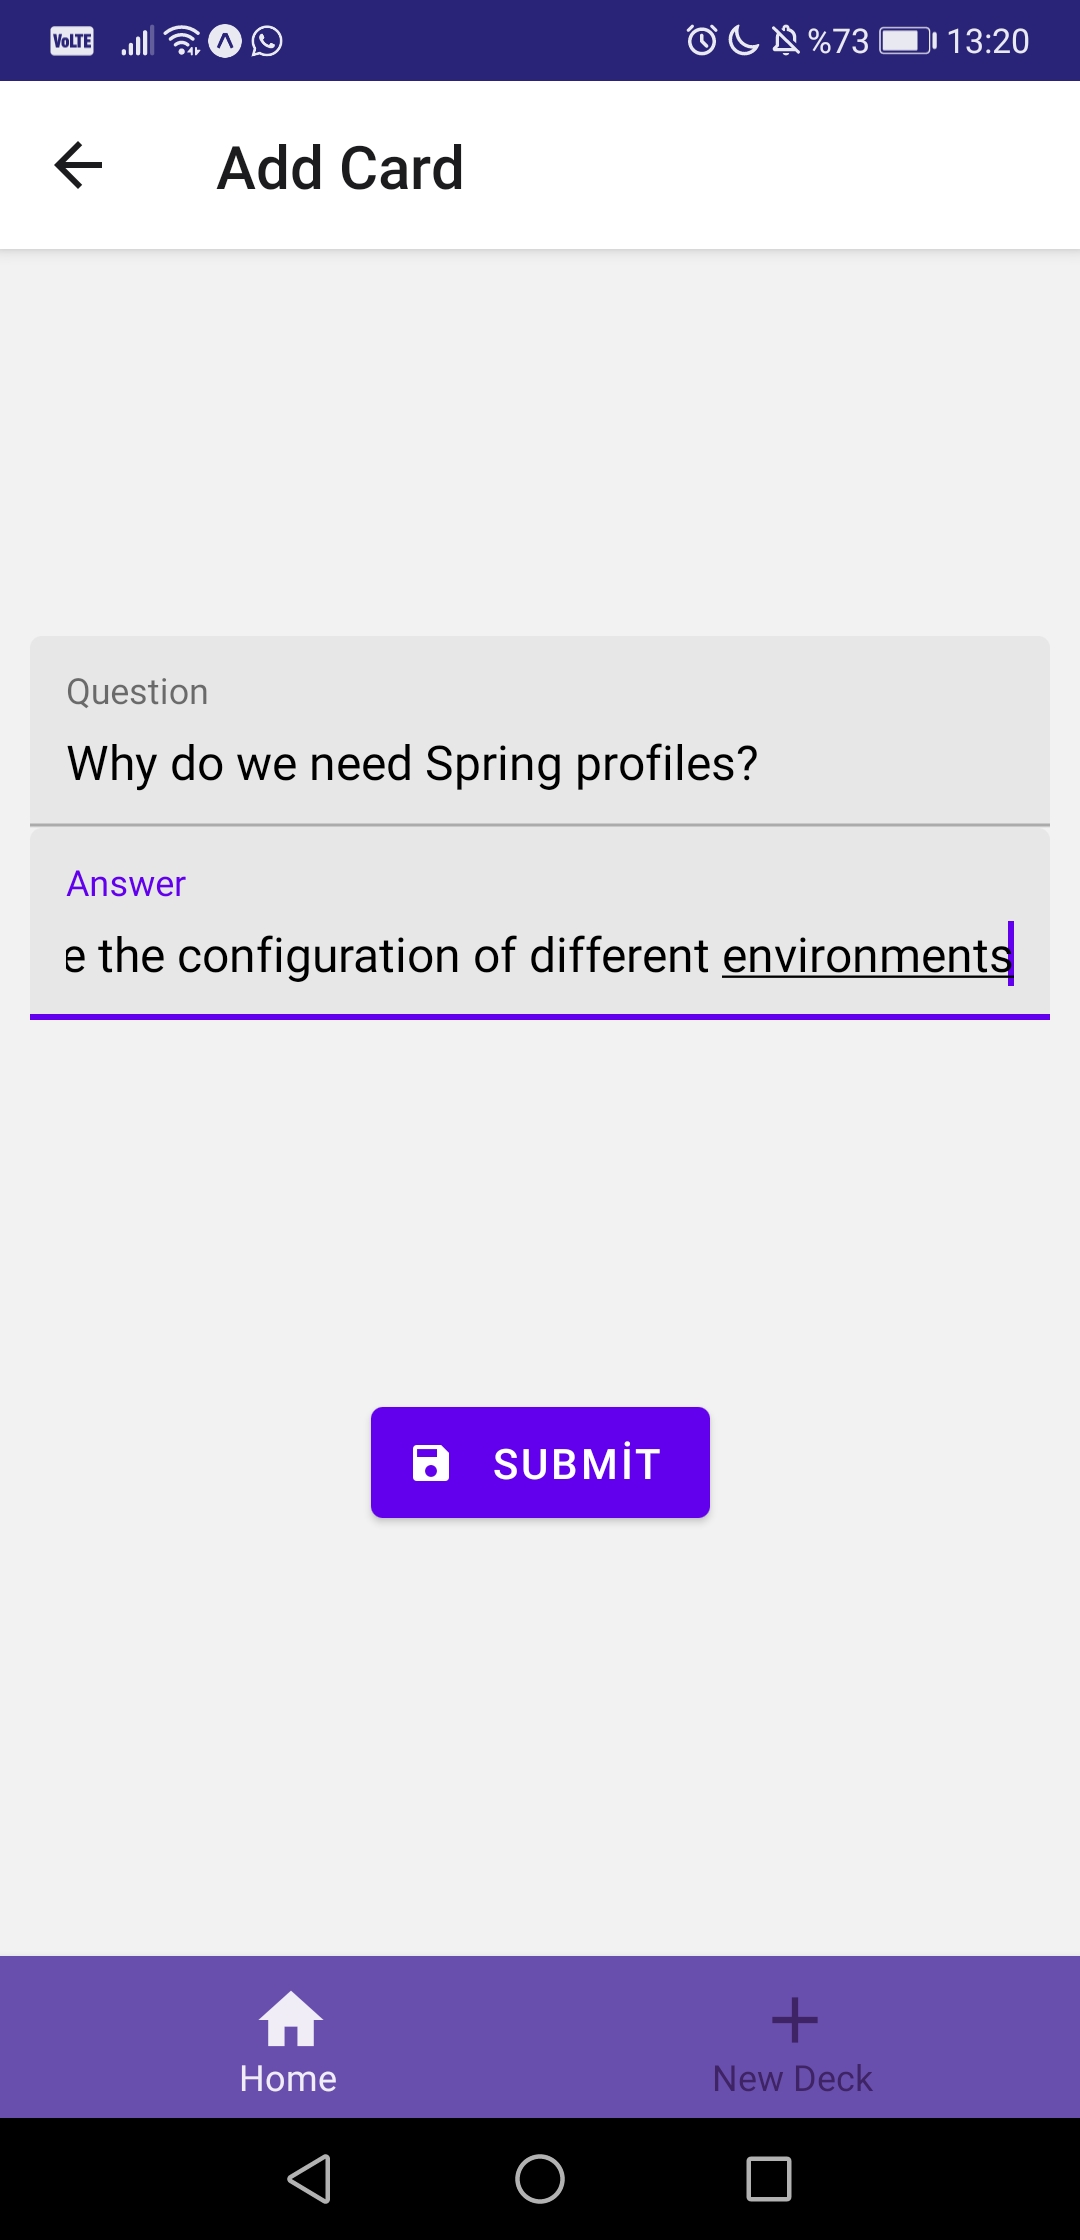 VoLTE %73 13:20
Add Card
Question
Why do we need Spring profiles?
Answer
e the configuration of different environments
SUBMİT
Home New Deck